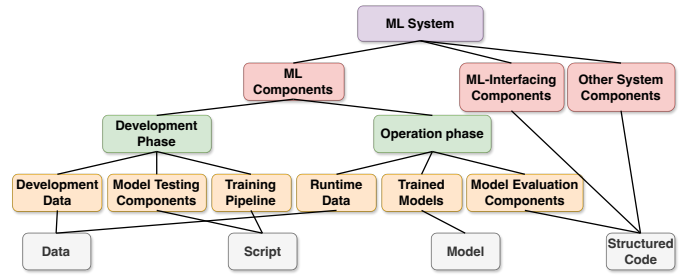 ML System
ML
Components
ML-Interfacing
Components
Other System
Components
Development
Phase
Operation phase
Development
Data
Model Testing
Components
Training
Pipeline
Runtime
Data
Trained
Models
Model Evaluation
Components
Data
Script
Model
Structured
Code